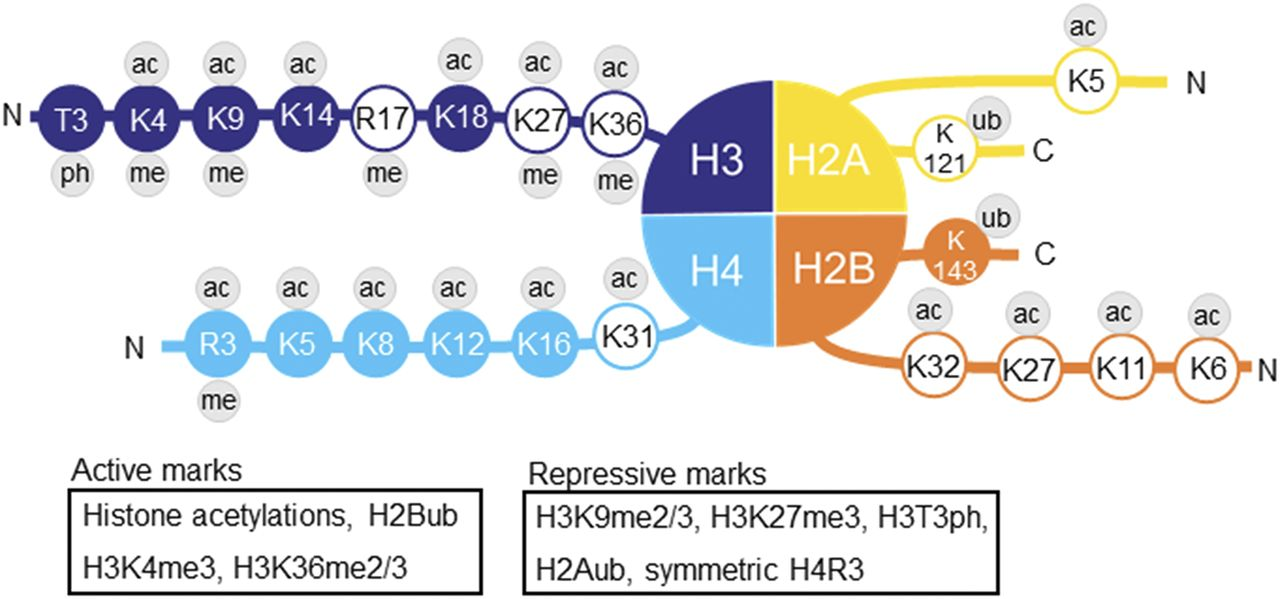 ac ac ac ac ac ac ac
N T3 K4 K9 K14 R17 K18 K27 K36 K5 N
ph me me me me me me
H3 H2A K 121 ub C
H4 H2B K 143 ub C
ac ac ac ac ac ac ac ac ac ac
N R3 K5 K8 K12 K16 K31 K32 K27 K11 K6 N
me
Active marks
Histone acetylations, H2Bub
H3K4me3, H3K36me2/3
Repressive marks
H3K9me2/3, H3K27me3, H3T3ph,
H2Aub, symmetric H4R3